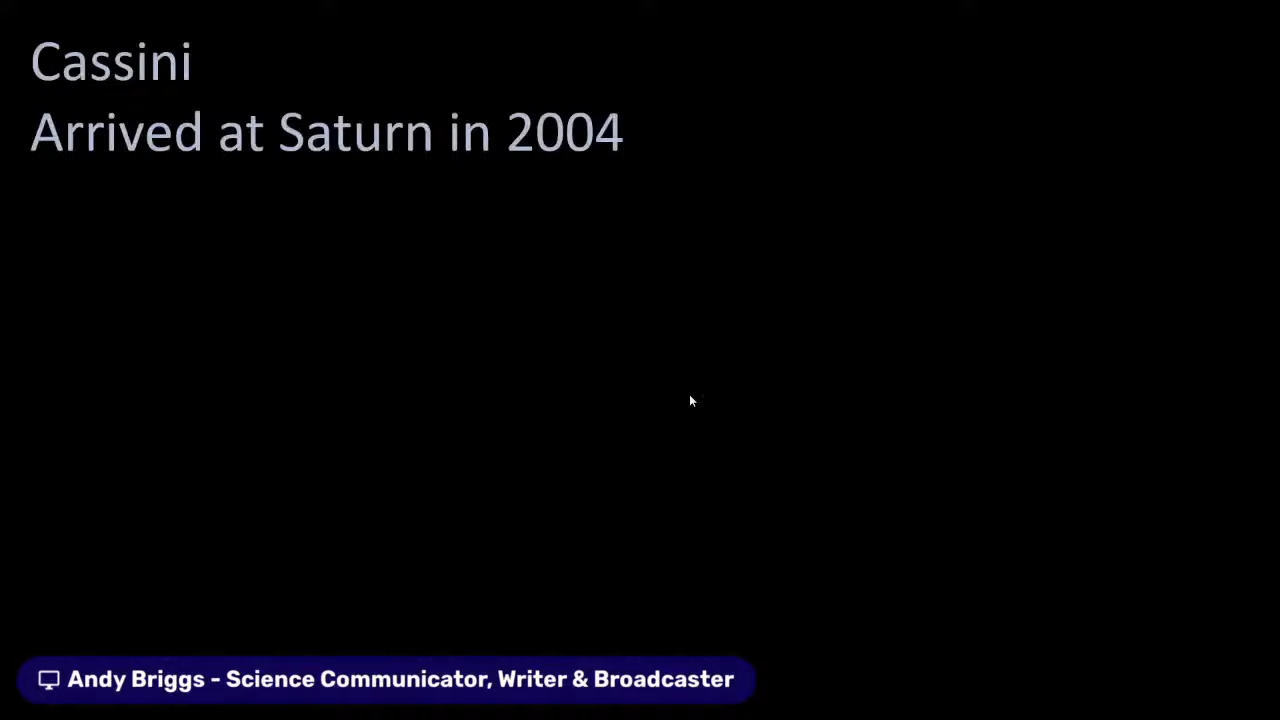 Cassini
Arrived at Saturn in 2004
Andy Briggs - Science Communicator, Writer & Broadcaster